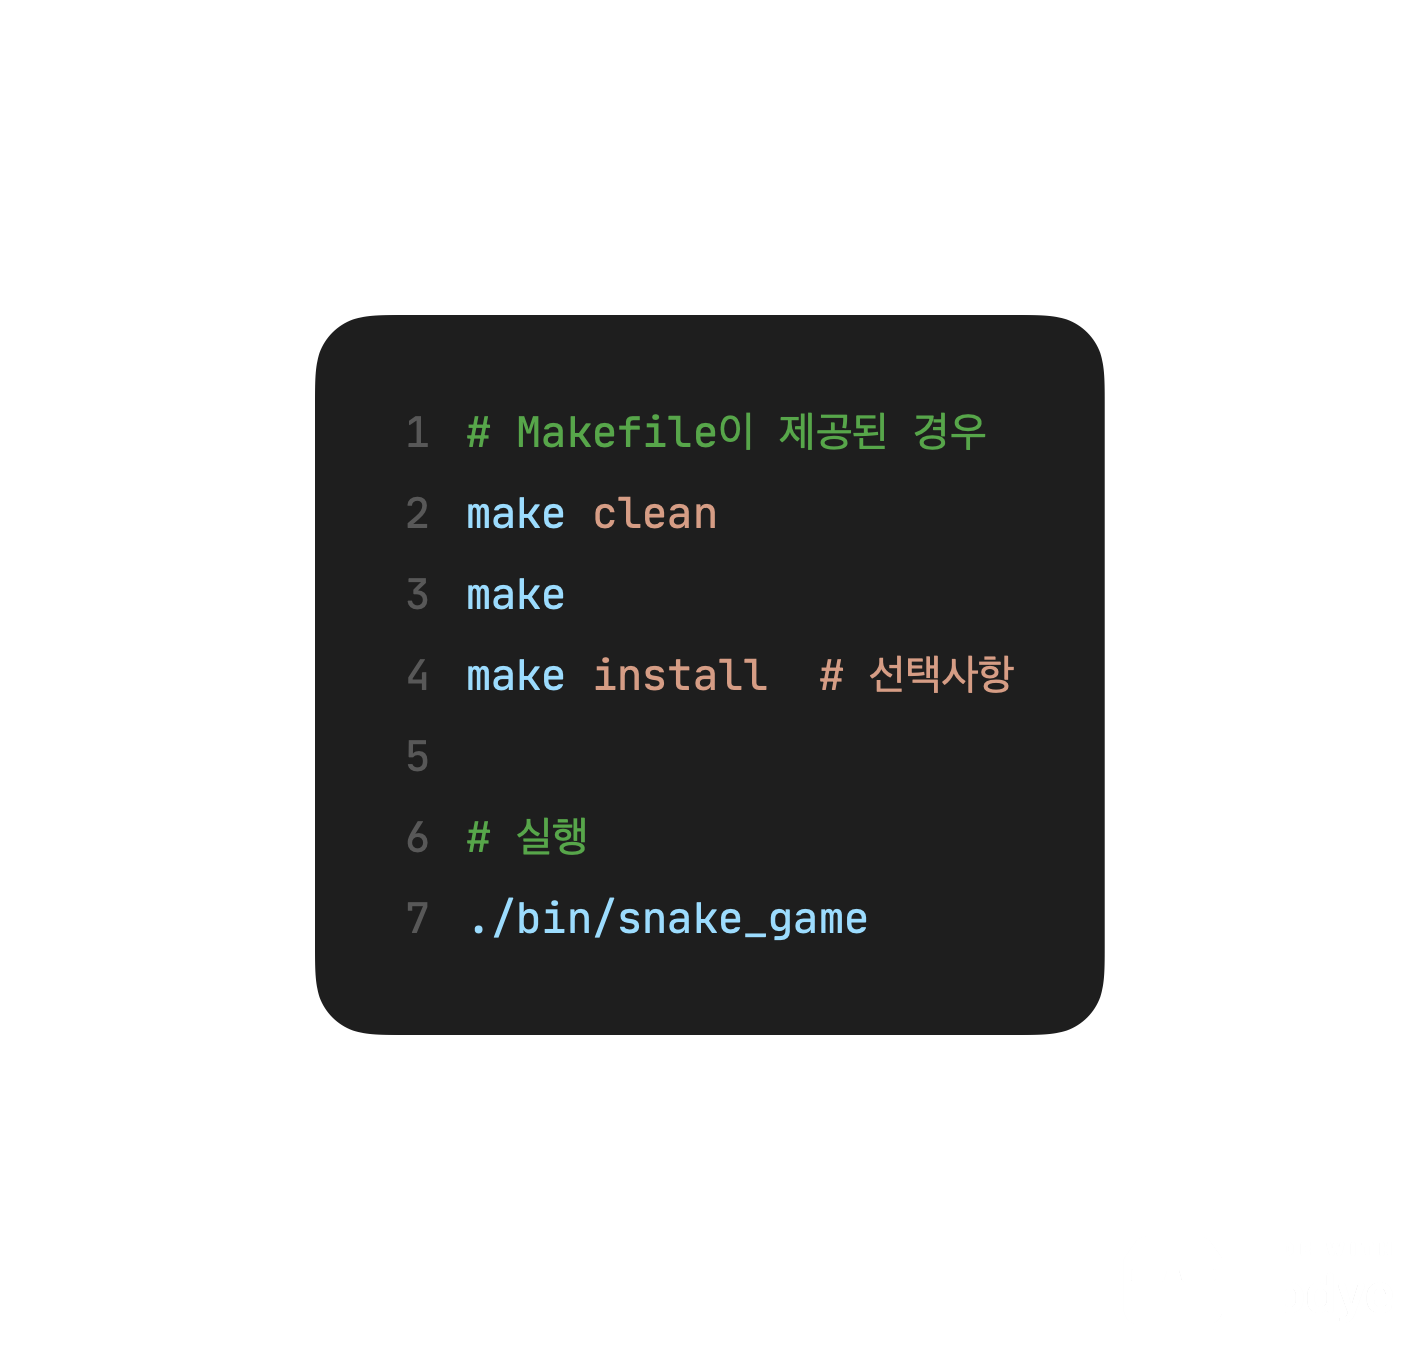 1 # Makefile이 제공된 경우
2 make clean
3 make
4 make install  # 선택사항
5
6 # 실행
7 ./bin/snake_game